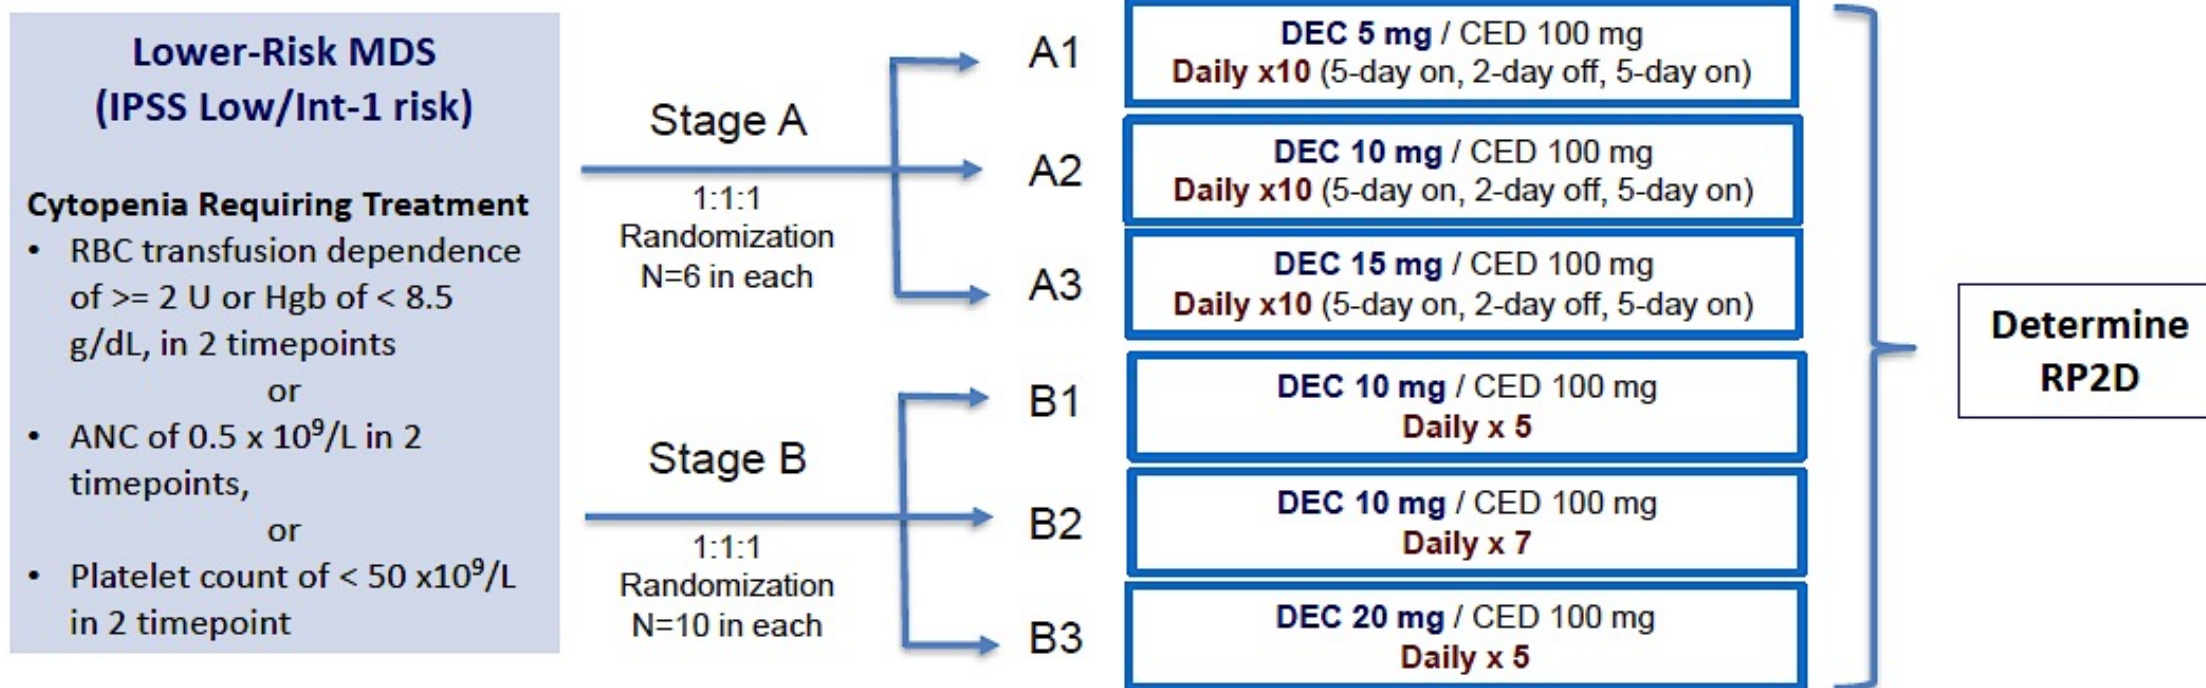 Lower-Risk MDS
(IPSS Low/Int-1 risk)
Cytopenia Requiring Treatment
• RBC transfusion dependence
of >= 2 U or Hgb of < 8.5
g/dL, in 2 timepoints
or
• ANC of 0.5 x 10⁹/L in 2
timepoints,
or
• Platelet count of < 50 x10⁹/L
in 2 timepoint
Stage A
1:1:1
Randomization
N=6 in each
A1
DEC 5 mg / CED 100 mg
Daily x10 (5-day on, 2-day off, 5-day on)
A2
DEC 10 mg / CED 100 mg
Daily x10 (5-day on, 2-day off, 5-day on)
A3
DEC 15 mg / CED 100 mg
Daily x10 (5-day on, 2-day off, 5-day on)
Stage B
1:1:1
Randomization
N=10 in each
B1
DEC 10 mg / CED 100 mg
Daily x 5
B2
DEC 10 mg / CED 100 mg
Daily x 7
B3
DEC 20 mg / CED 100 mg
Daily x 5
Determine
RP2D